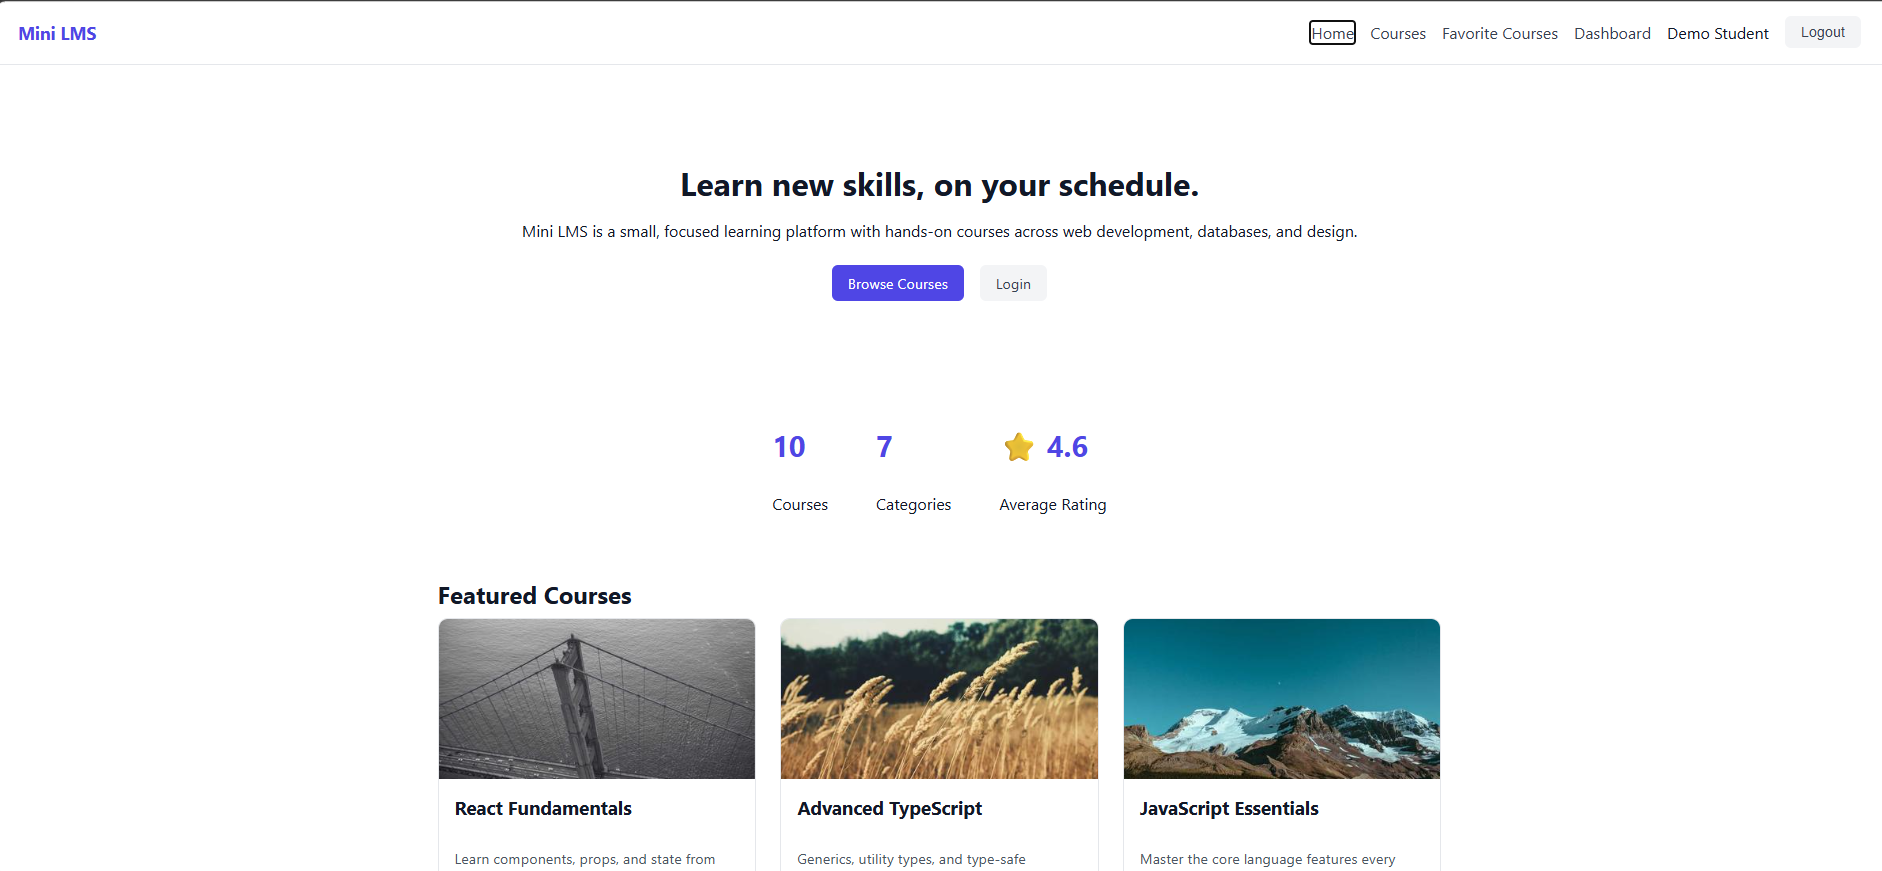 Mini LMS
Home Courses Favorite Courses Dashboard Demo Student Logout
Learn new skills, on your schedule.
Mini LMS is a small, focused learning platform with hands-on courses across web development, databases, and design.
Browse Courses Login
10 7 ⭐ 4.6
Courses Categories Average Rating
Featured Courses
React Fundamentals
Learn components, props, and state from
Advanced TypeScript
Generics, utility types, and type-safe
JavaScript Essentials
Master the core language features every